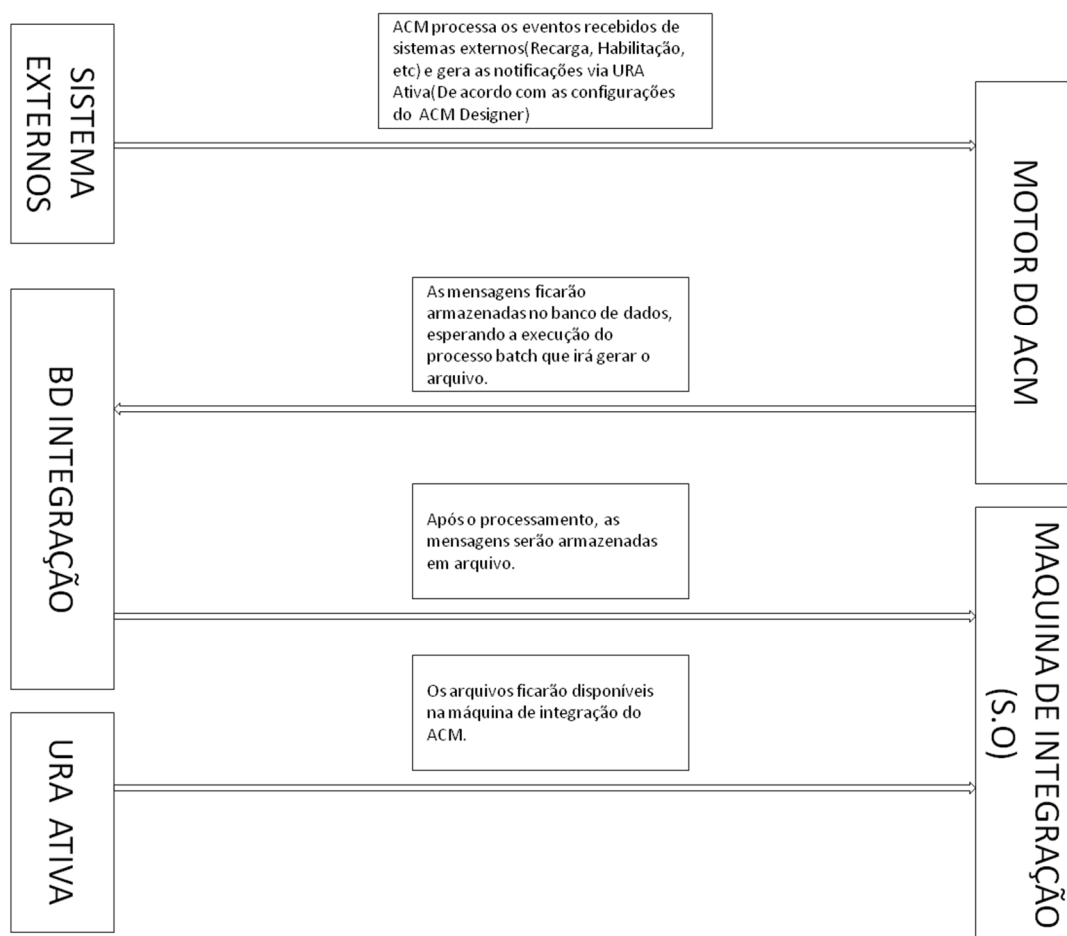 SISTEMA
EXTERNOS
ACM processa os eventos recebidos de
sistemas externos(Recarga, Habilitação,
etc) e gera as notificações via URA
Ativa(De acordo com as configurações
do ACM Designer)
MOTOR DO ACM
As mensagens ficarão
armazenadas no banco de dados,
esperando a execução do
processo batch que irá gerar o
arquivo.
BD INTEGRAÇÃO
Após o processamento, as
mensagens serão armazenadas
em arquivo.
MAQUINA DE INTEGRAÇÃO
(S.O)
Os arquivos ficarão disponíveis
na máquina de integração do
ACM.
URA ATIVA